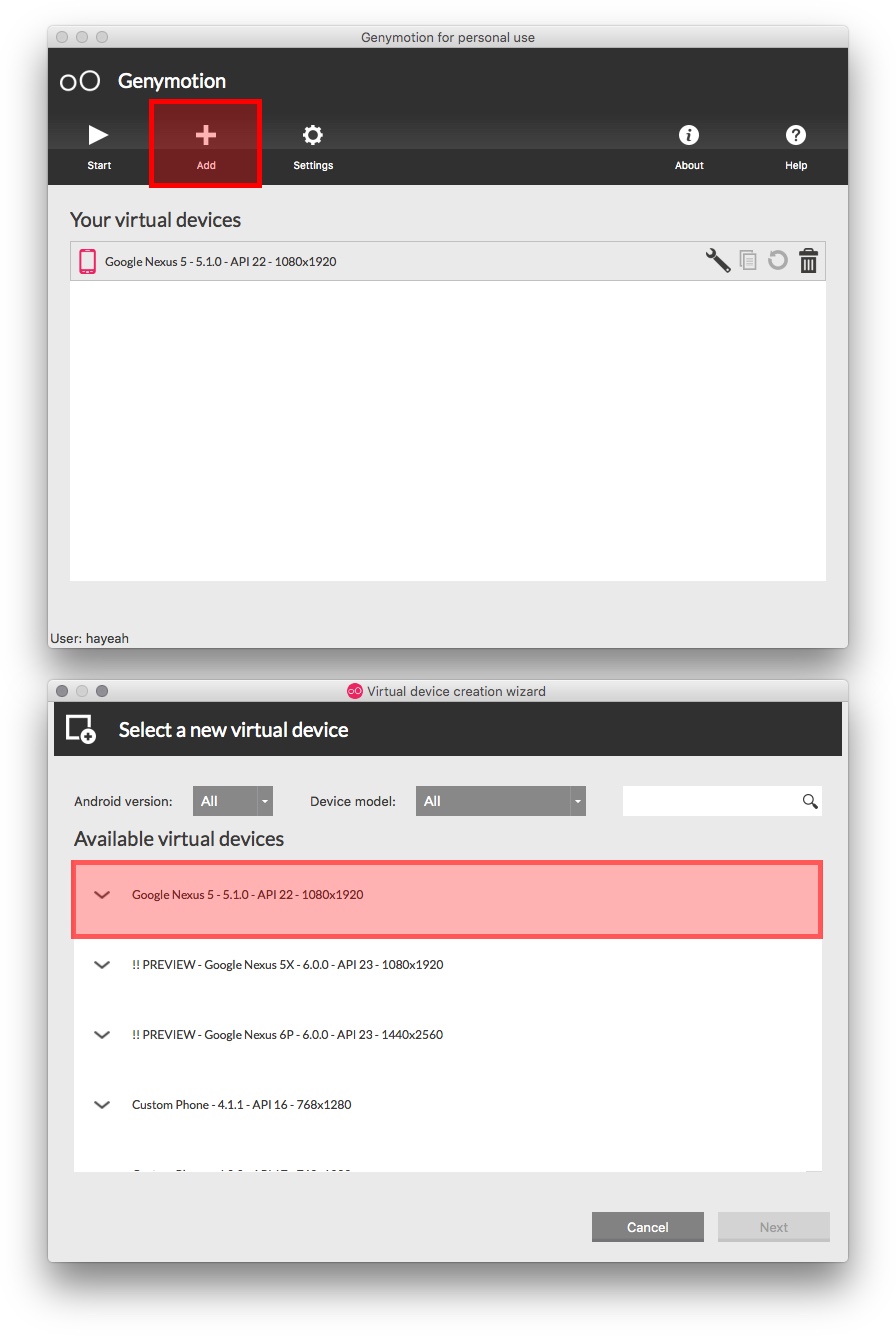 Genymotion for personal use
Genymotion
Start
Add
Settings
About
Help
Your virtual devices
Google Nexus 5 - 5.1.0 - API 22 - 1080x1920
User: hayeah
Virtual device creation wizard
Select a new virtual device
Android version: All Device model: All
Available virtual devices
Google Nexus 5 - 5.1.0 - API 22 - 1080x1920
!! PREVIEW - Google Nexus 5X - 6.0.0 - API 23 - 1080x1920
!! PREVIEW - Google Nexus 6P - 6.0.0 - API 23 - 1440x2560
Custom Phone - 4.1.1 - API 16 - 768x1280
Cancel Next